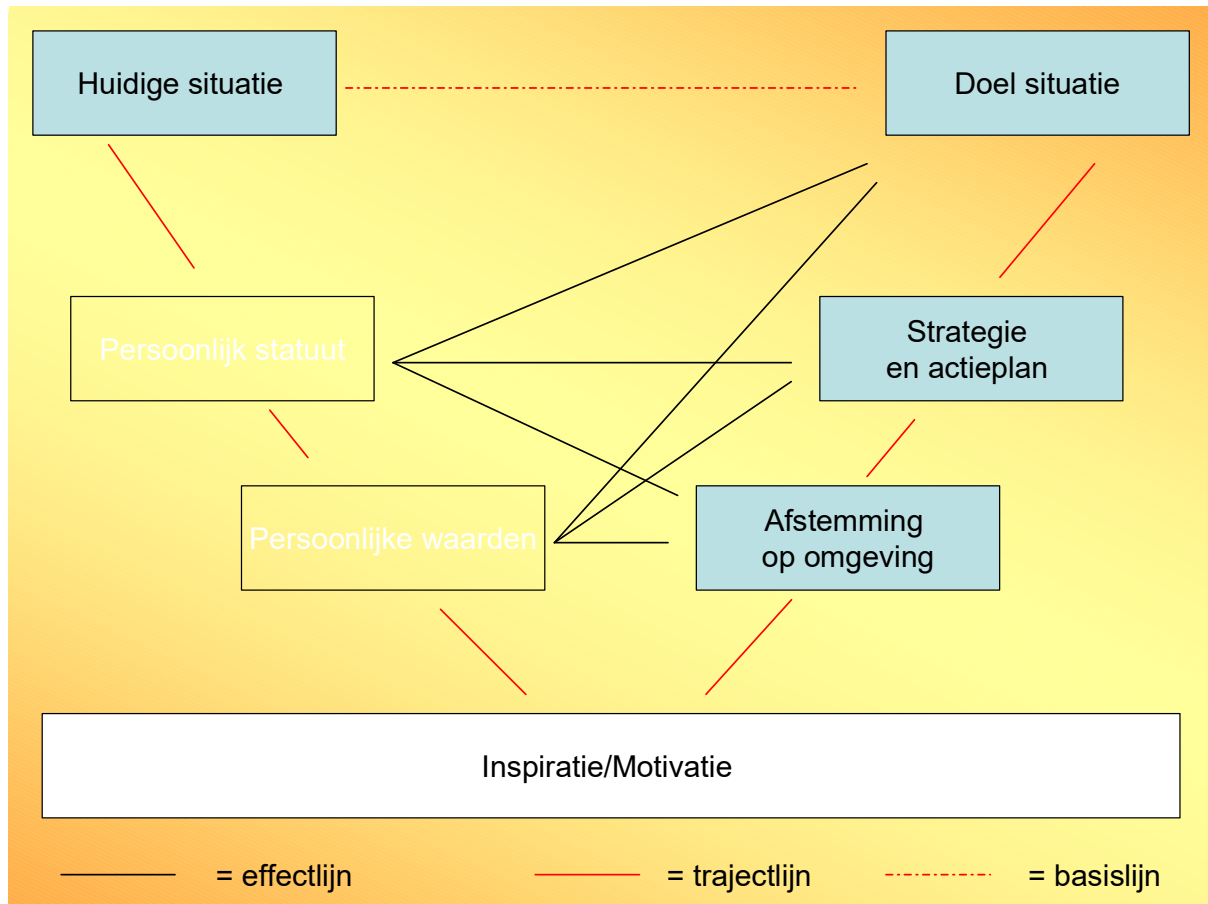 Huidige situatie
Doel situatie
Persoonlijk statuut
Strategie
en actieplan
Persoonlijke waarden
Afstemming
op omgeving
Inspiratie/Motivatie
= effectlijn
= trajectlijn
= basislijn